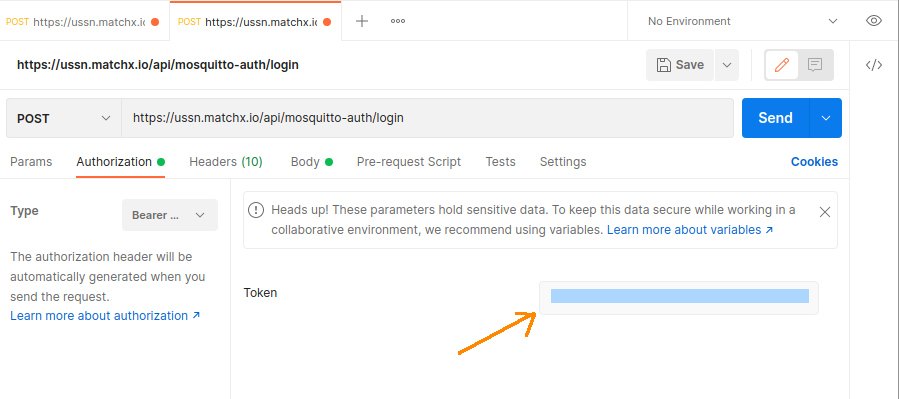 POST https://ussn.matchx.ic
POST https://ussn.matchx.ic
No Environment
https://ussn.matchx.io/api/mosquitto-auth/login
Save
POST
https://ussn.matchx.io/api/mosquitto-auth/login
Send
Params
Authorization
Headers (10)
Body
Pre-request Script
Tests
Settings
Cookies
Type
Bearer ...
Heads up! These parameters hold sensitive data. To keep this data secure while working in a
collaborative environment, we recommend using variables. Learn more about variables ↗
The authorization header will be
automatically generated when you
send the request.
Learn more about authorization ↗
Token